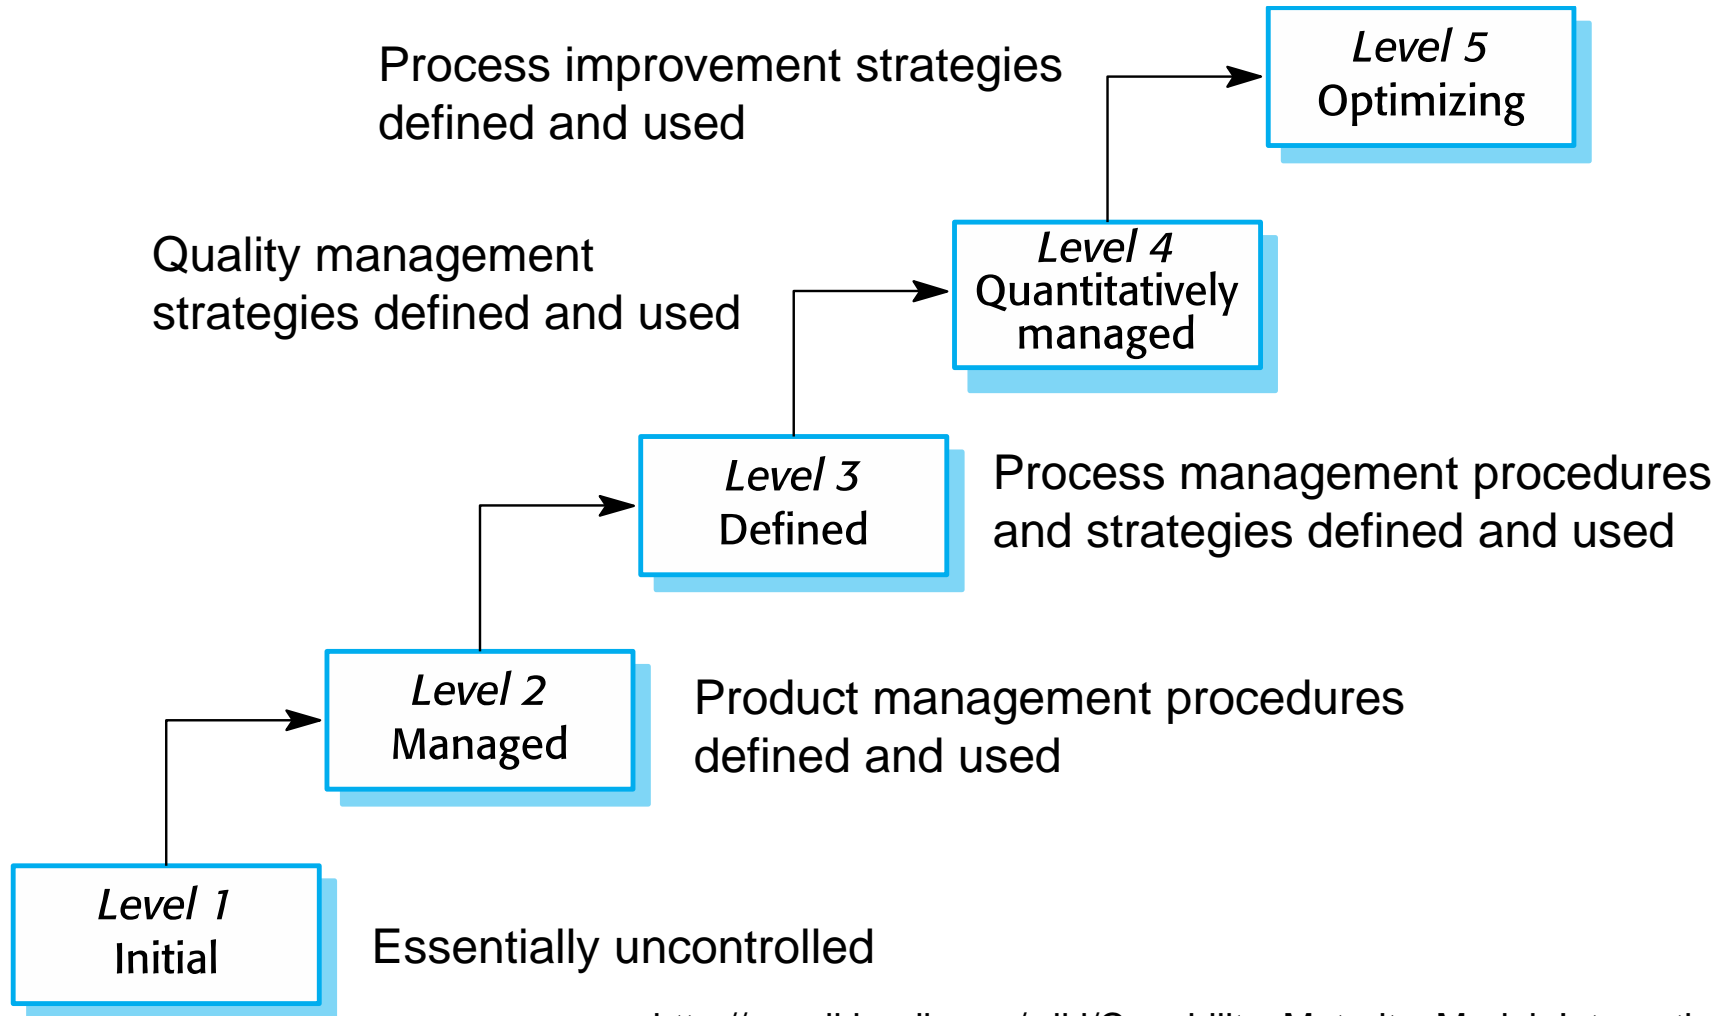 Process improvement strategies
defined and used
Level 5
Optimizing
Quality management
strategies defined and used
Level 4
Quantitatively
managed
Level 3
Defined
Process management procedures
and strategies defined and used
Level 2
Managed
Product management procedures
defined and used
Level 1
Initial
Essentially uncontrolled